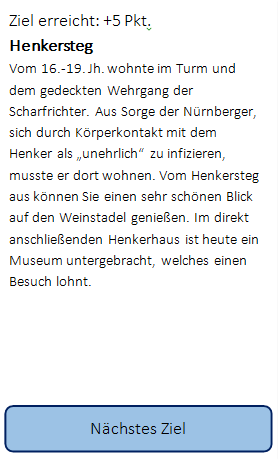 Ziel erreicht: +5 Pkt.
Henkersteg
Vom 16.-19. Jh. wohnte im Turm und
dem gedeckten Wehrgang der
Scharfrichter. Aus Sorge der Nürnberger,
sich durch Körperkontakt mit dem
Henker als „unehrlich“ zu infizieren,
musste er dort wohnen. Vom Henkersteg
aus können Sie einen sehr schönen Blick
auf den Weinstadel genießen. Im direkt
anschließenden Henkerhaus ist heute ein
Museum untergebracht, welches einen
Besuch lohnt.
Nächstes Ziel